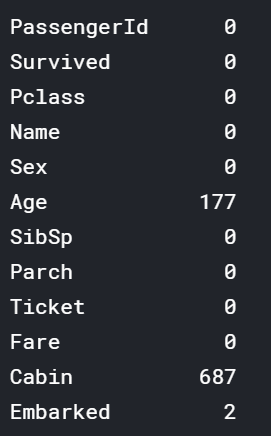 PassengerId 0
Survived 0
Pclass 0
Name 0
Sex 0
Age 177
SibSp 0
Parch 0
Ticket 0
Fare 0
Cabin 687
Embarked 2